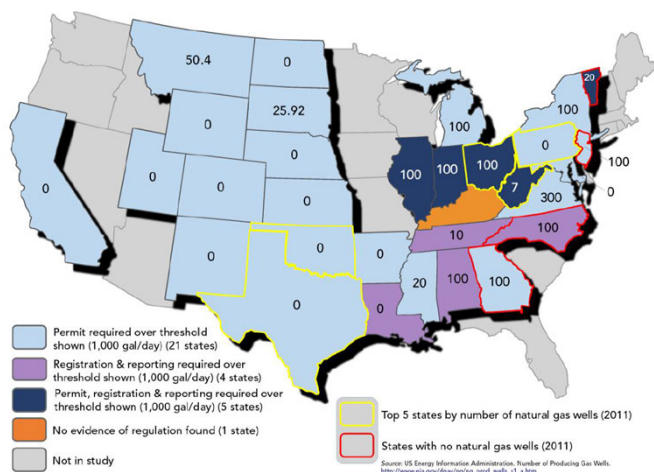 50.4
0
20
25.92
0
100
100
0
0
0
0
100
100
100
7
0
100
0
0
0
300
0
0
0
10
100
0
20
100
100
0
Permit required over threshold
shown (1,000 gal/day) (21 states)
Registration & reporting required over
threshold shown (1,000 gal/day) (4 states)
Permit, registration & reporting required over
threshold shown (1,000 gal/day) (5 states)
No evidence of regulation found (1 state)
Not in study
Top 5 states by number of natural gas wells (2011)
States with no natural gas wells (2011)
Source: US Energy Information Administration. Number of Producing Gas Wells.